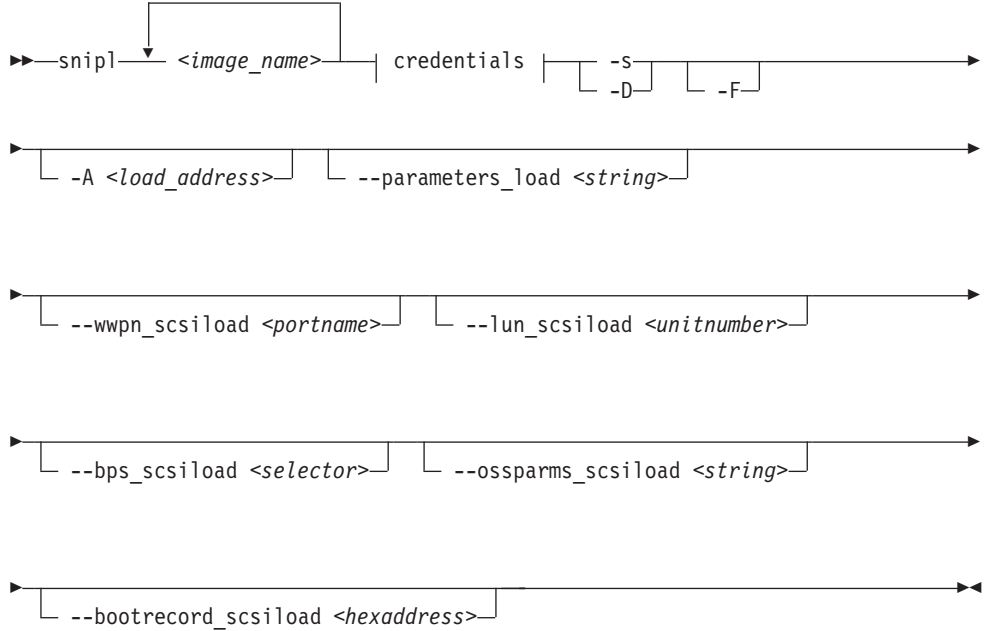 snipl <image_name> credentials -s
-D -F
-A <load_address> --parameters_load <string>
--wwpn_scsiload <portname> --lun_scsiload <unitnumber>
--bps_scsiload <selector> --ossparms_scsiload <string>
--bootrecord_scsiload <hexaddress>